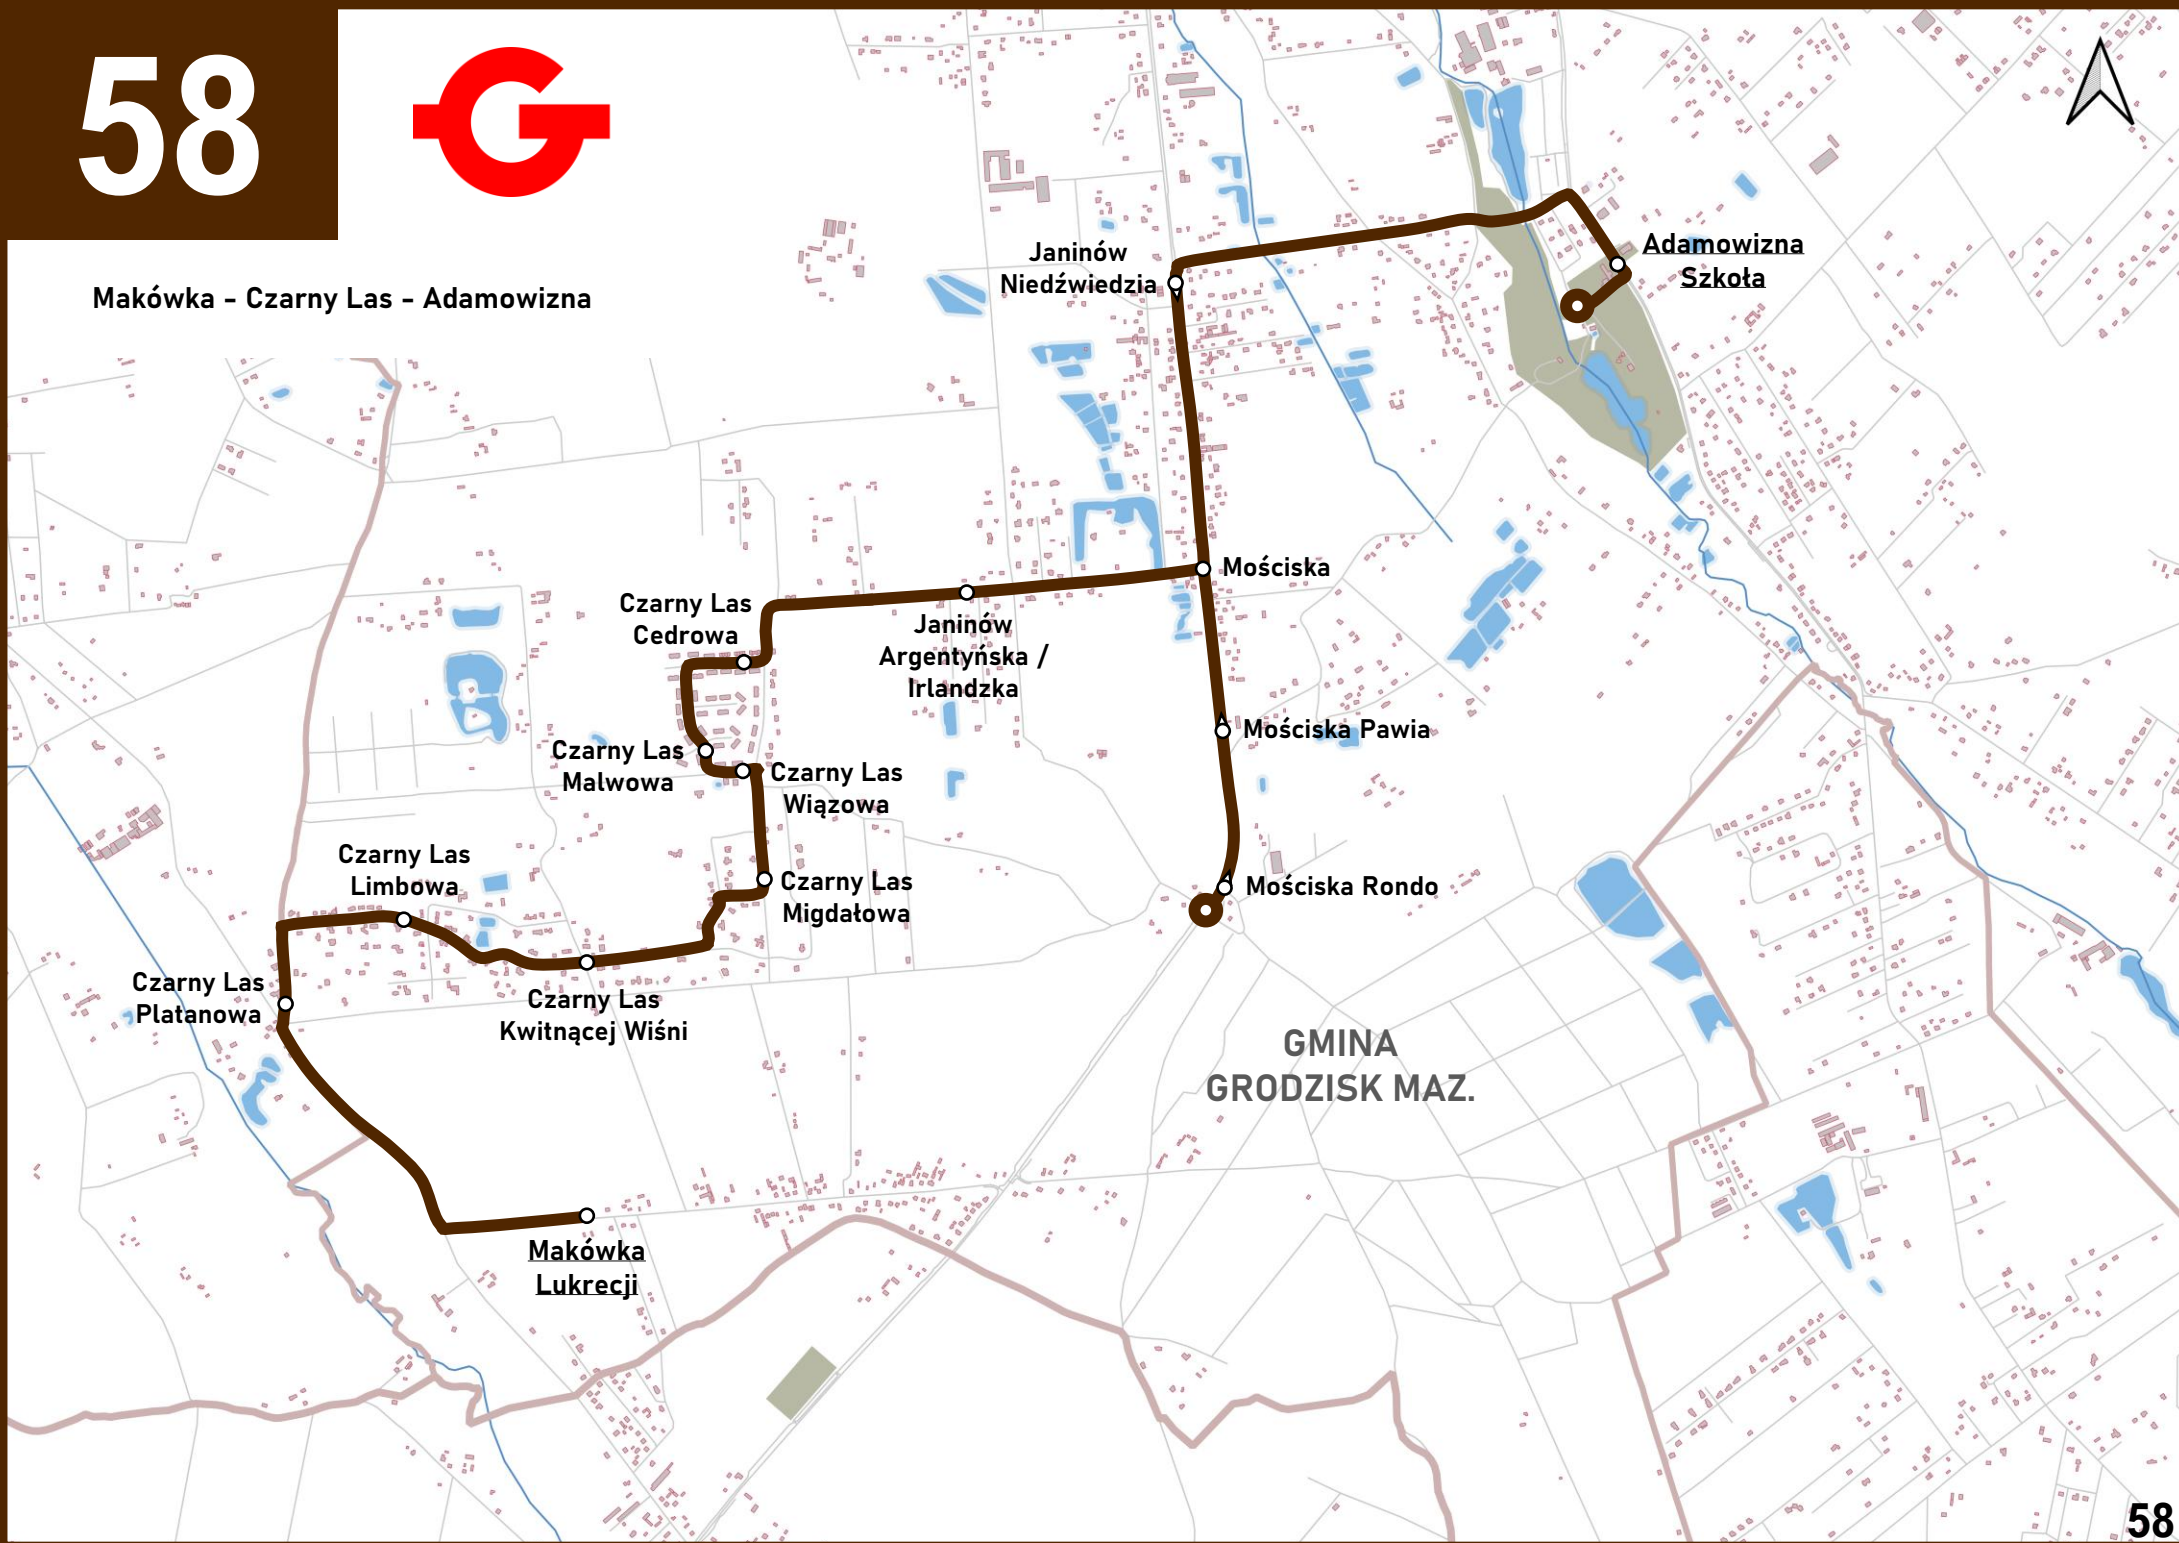 58
G
Makówka - Czarny Las - Adamowizna
Janinów
Niedźwiedzia
Adamowizna
Szkoła
Mościska
Czarny Las
Cedrowa
Janinów
Argentyńska /
Irlandzka
Mościska Pawia
Czarny Las
Malwowa
Czarny Las
Wiązowa
Czarny Las
Limbowa
Czarny Las
Migdałowa
Mościska Rondo
Czarny Las
Platanowa
Czarny Las
Kwitnącej Wiśni
GMINA
GRODZISK MAZ.
Makówka
Lukrecji
58